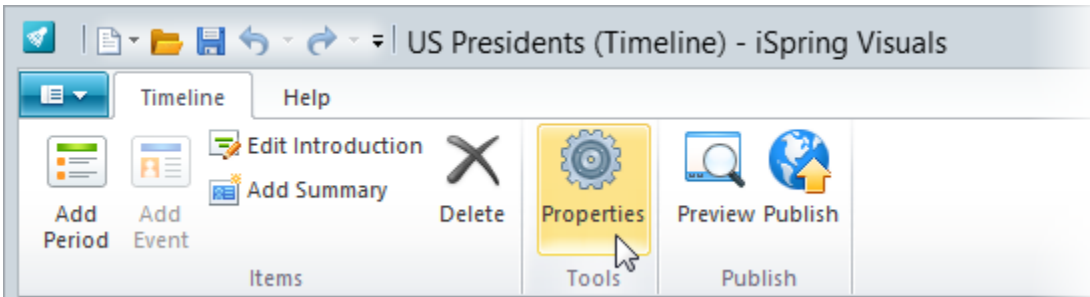 US Presidents (Timeline) - iSpring Visuals
Timeline Help
Edit Introduction
Add Summary
Add
Period
Add
Event
Delete
Properties
Preview Publish
Items Tools Publish